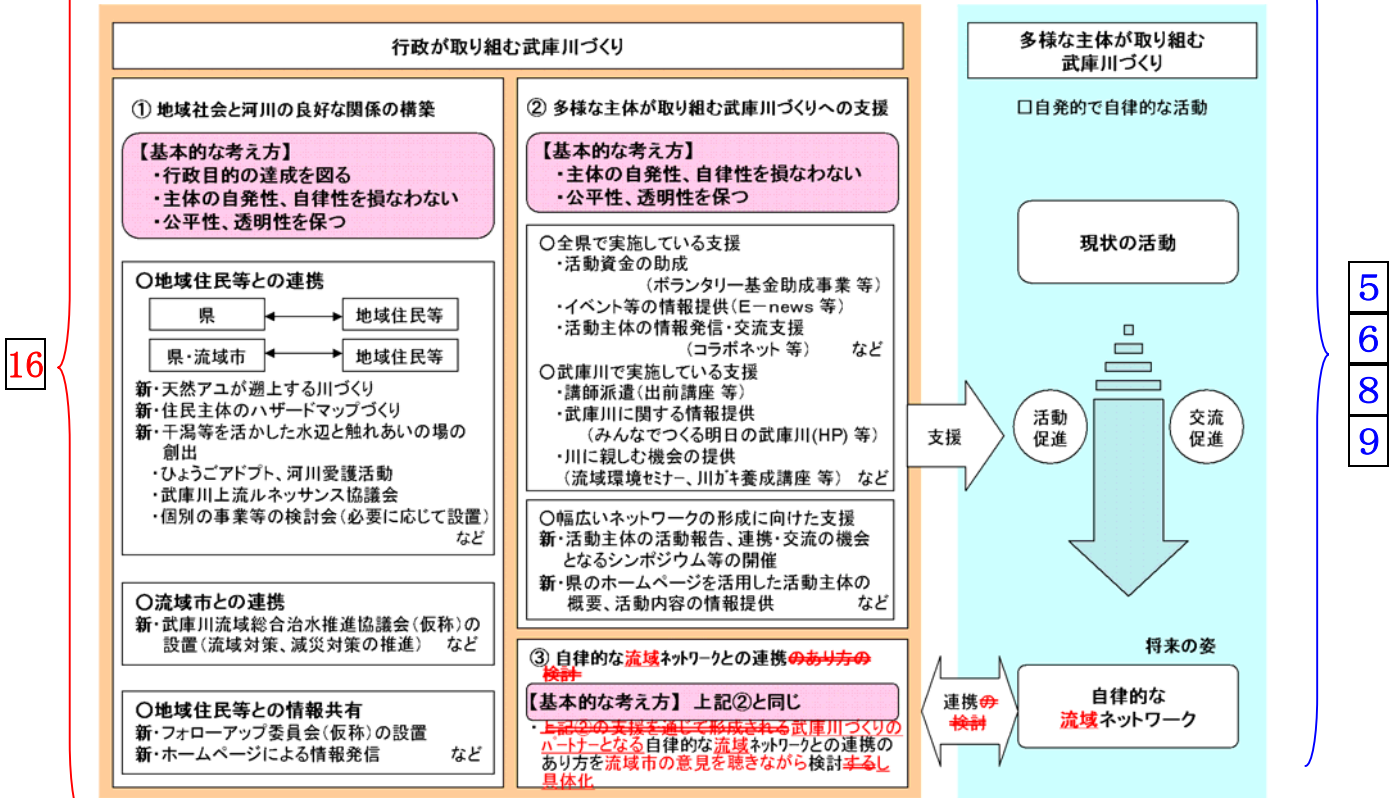 行政が取り組む武庫川づくり
① 地域社会と河川の良好な関係の構築
【基本的な考え方】
・行政目的の達成を図る
・主体の自発性、自律性を損なわない
・公平性、透明性を保つ
〇地域住民等との連携
県
地域住民等
県・流域市
地域住民等
新・天然アユが遡上する川づくり
新・住民主体のハザードマップづくり
新・干潟等を活かした水辺と触れあいの場の
創出
・ひょうごアドプト、河川愛護活動
・武庫川上流ルネッサンス協議会
・個別の事業等の検討会（必要に応じて設置）
など
〇流域市との連携
新・武庫川流域総合治水推進協議会（仮称）の
設置（流域対策、減災対策の推進） など
〇地域住民等との情報共有
新・フォローアップ委員会（仮称）の設置
新・ホームページによる情報発信 など
② 多様な主体が取り組む武庫川づくりへの支援
【基本的な考え方】
・主体の自発性、自律性を損なわない
・公平性、透明性を保つ
〇全県で実施している支援
・活動資金の助成
（ボランタリー基金助成事業 等）
・イベント等の情報提供（Ｅ－news 等）
・活動主体の情報発信・交流支援
（コラボネット 等） など
〇武庫川で実施している支援
・講師派遣（出前講座 等）
・武庫川に関する情報提供
（みんなでつくる明日の武庫川(HP) 等）
・川に親しむ機会の提供
（流域環境ｾﾐﾅｰ、川ｶﾞｷ養成講座 等） など
〇幅広いネットワークの形成に向けた支援
新・活動主体の活動報告、連携・交流の機会
となるシンポジウム等の開催
新・県のホームページを活用した活動主体の
概要、活動内容の情報提供 など
③ 自律的な流域ﾈｯﾄﾜｰｸとの連携のあり方の
検討
【基本的な考え方】 上記②と同じ
・上記②の支援を通じて形成される武庫川づくりの
ﾊﾟｰﾄﾅｰとなる自律的な流域ﾈｯﾄﾜｰｸとの連携の
あり方を流域市の意見を聴きながら検討するし
具体化
多様な主体が取り組む
武庫川づくり
□自発的で自律的な活動
現状の活動
支援
活動
促進
交流
促進
将来の姿
連携の
検討
自律的な
流域ネットワーク
16
5
6
8
9